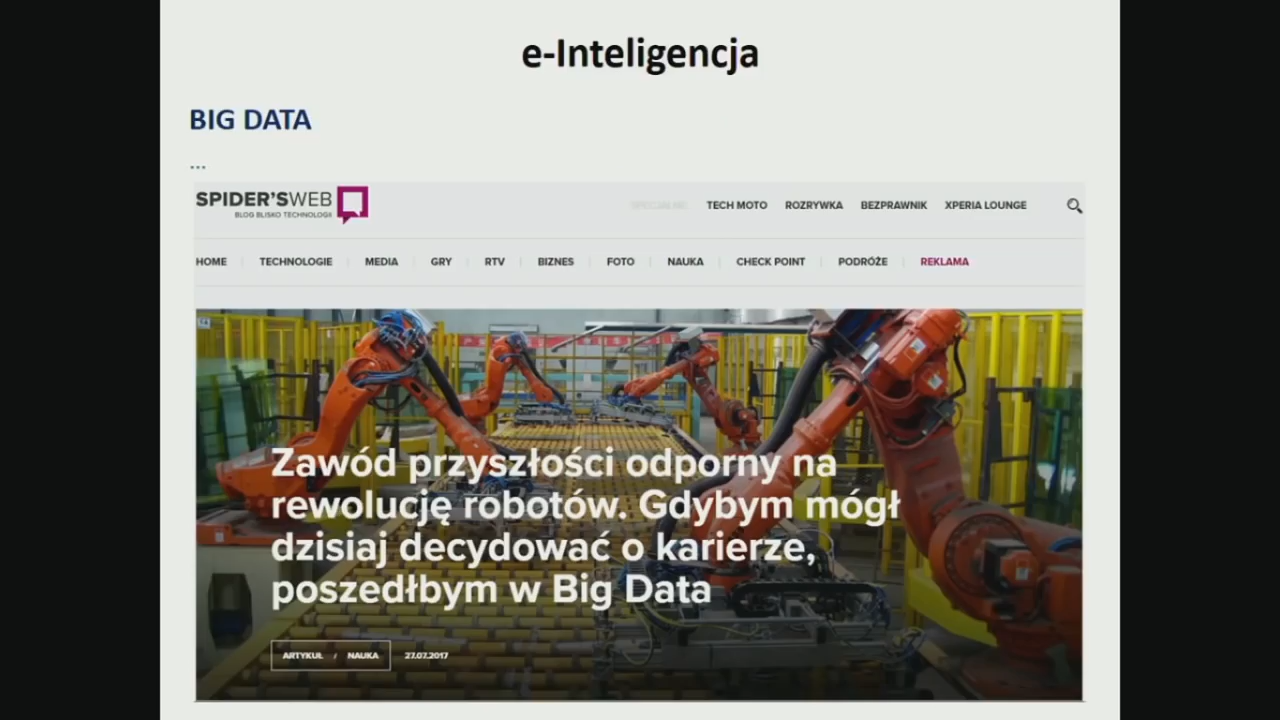 e-Inteligencja
BIG DATA
...
SPIDER'SWEB
BLOG BLISKO TECHNOLOGII
TECH MOTO ROZRYWKA BEZPRAWNIK XPERIA LOUNGE
HOME TECHNOLOGIE MEDIA GRY RTV BIZNES FOTO NAUKA CHECK POINT PODRÓŻE REKLAMA
Zawód przyszłości odporny na
rewolucję robotów. Gdybym mógł
dzisiaj decydować o karierze,
poszedłbym w Big Data
ARTYKUŁ / NAUKA 27.07.2017